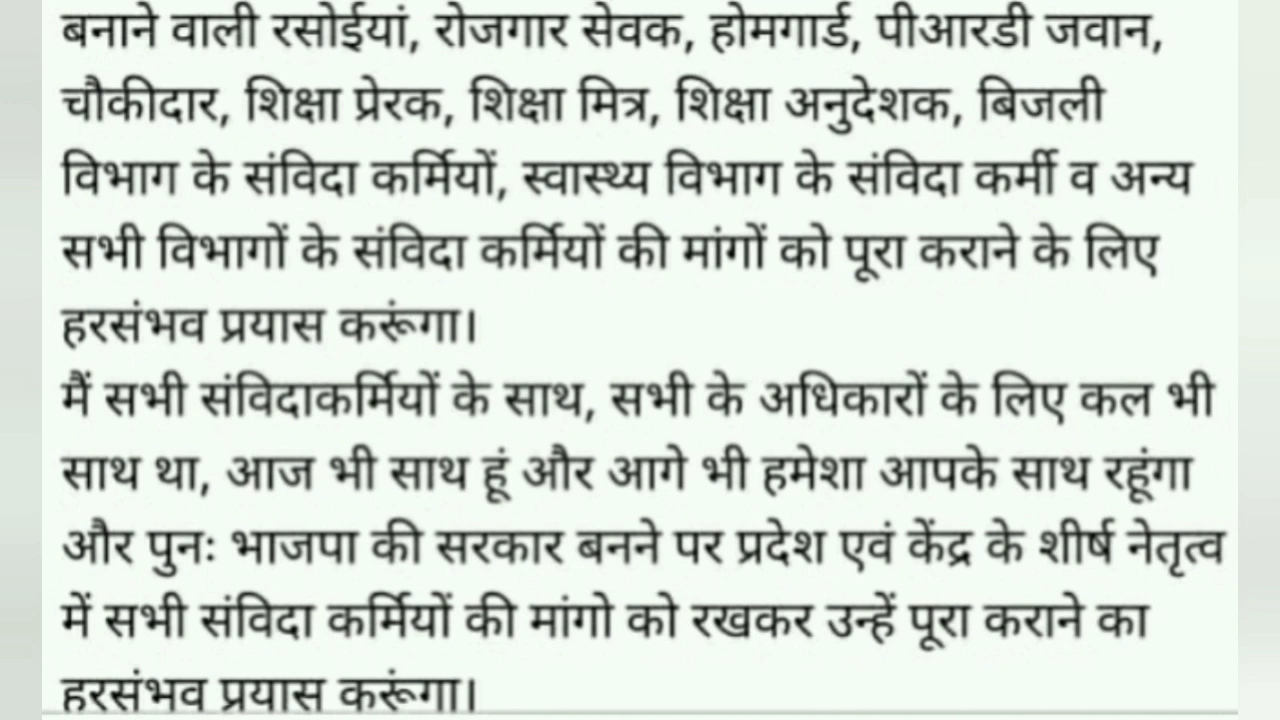 बनाने वाली रसोईयां, रोजगार सेवक, होमगार्ड, पीआरडी जवान,
चौकीदार, शिक्षा प्रेरक, शिक्षा मित्र, शिक्षा अनुदेशक, बिजली
विभाग के संविदा कर्मियों, स्वास्थ्य विभाग के संविदा कर्मी व अन्य
सभी विभागों के संविदा कर्मियों की मांगों को पूरा कराने के लिए
हरसंभव प्रयास करूंगा।
मैं सभी संविदाकर्मियों के साथ, सभी के अधिकारों के लिए कल भी
साथ था, आज भी साथ हूं और आगे भी हमेशा आपके साथ रहूंगा
और पुनः भाजपा की सरकार बनने पर प्रदेश एवं केंद्र के शीर्ष नेतृत्व
में सभी संविदा कर्मियों की मांगो को रखकर उन्हें पूरा कराने का
हरसंभव प्रयास करूंगा।